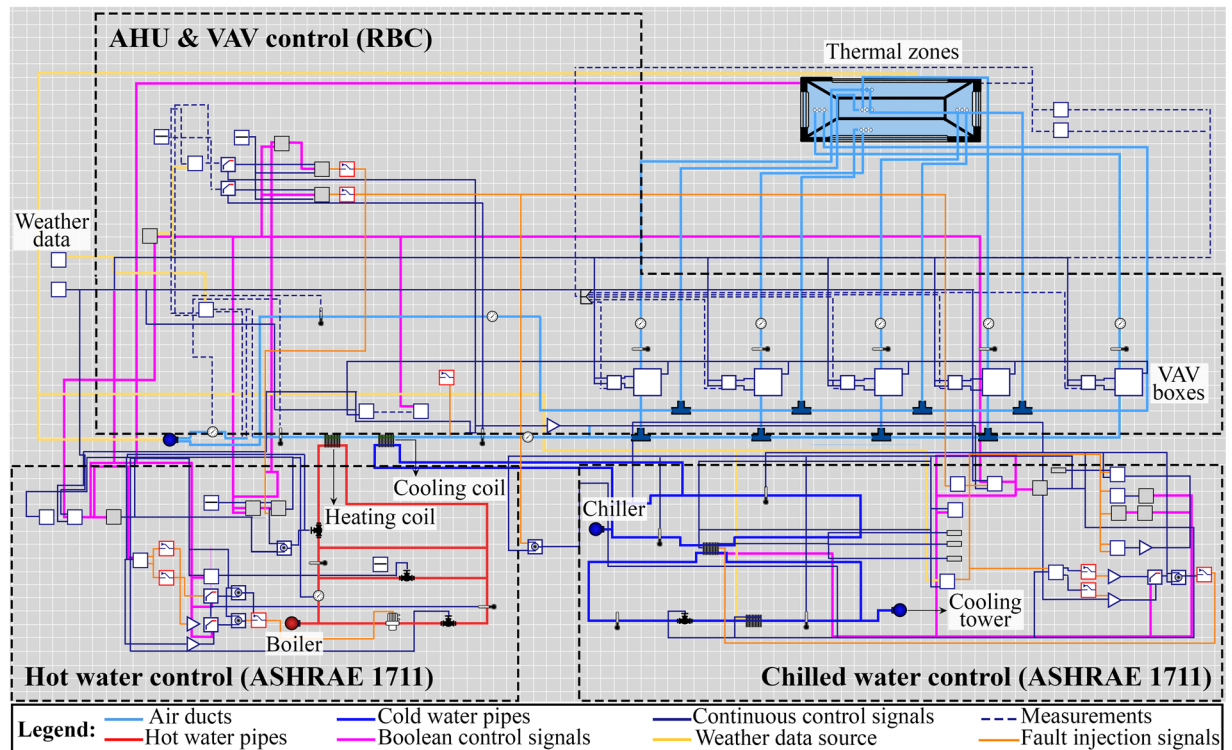 AHU & VAV control (RBC)
Thermal zones
Weather
data
VAV
boxes
Cooling coil
Heating coil
Chiller
Cooling
tower
Boiler
Hot water control (ASHRAE 1711)
Chilled water control (ASHRAE 1711)
Legend:
Air ducts
Cold water pipes
Continuous control signals
Measurements
Hot water pipes
Boolean control signals
Weather data source
Fault injection signals